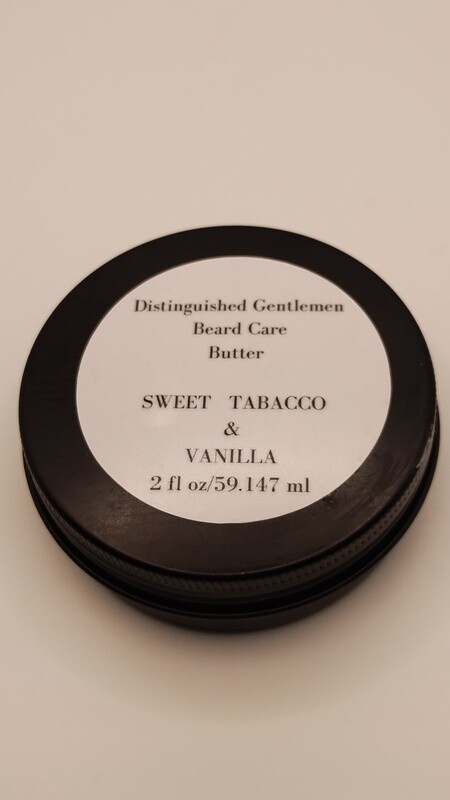 Distinguished Gentlemen
Beard Care
Butter
SWEET TABACCO
&
VANILLA
2 fl oz/59.147 ml